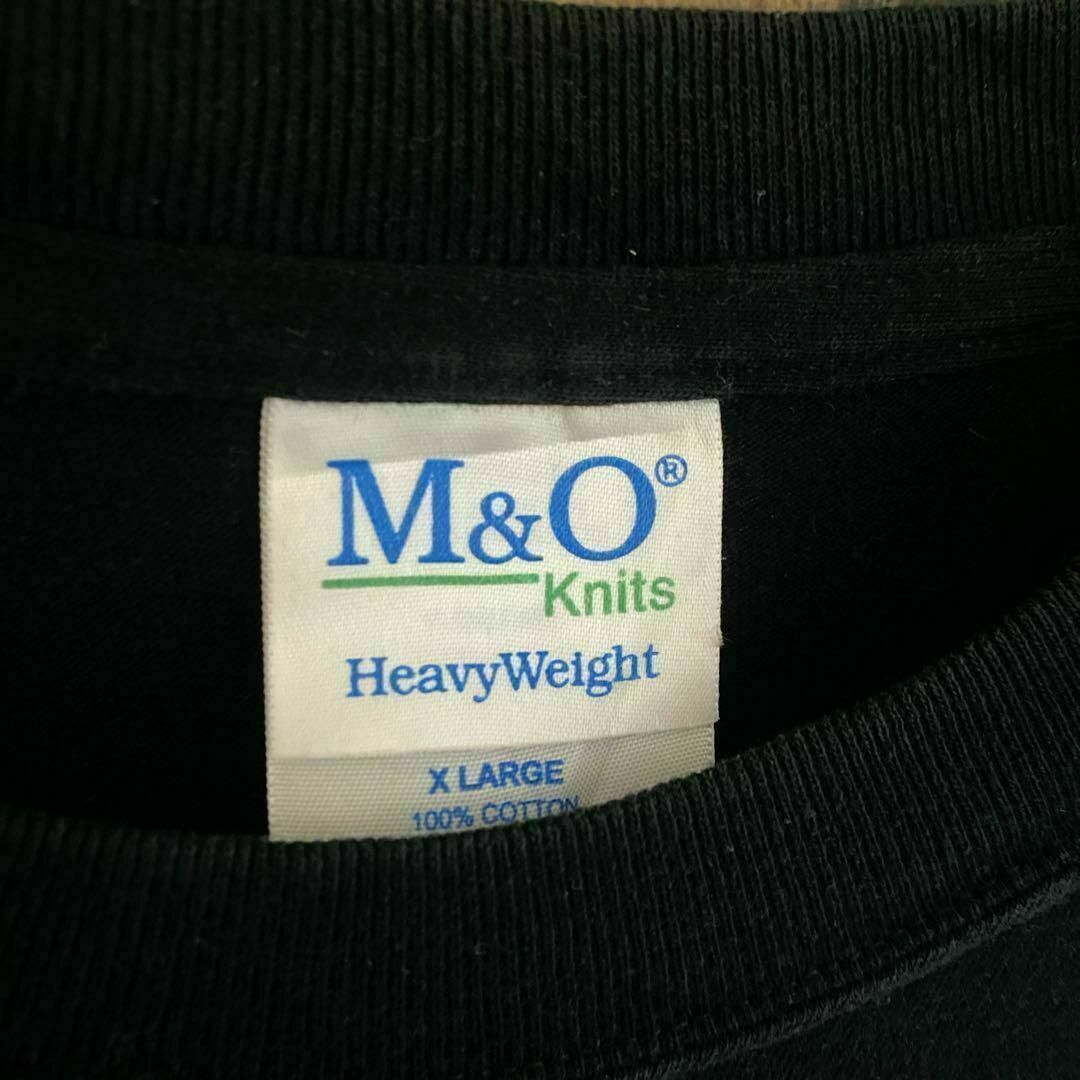 M&O®
Knits
HeavyWeight
X LARGE
100% COTTON